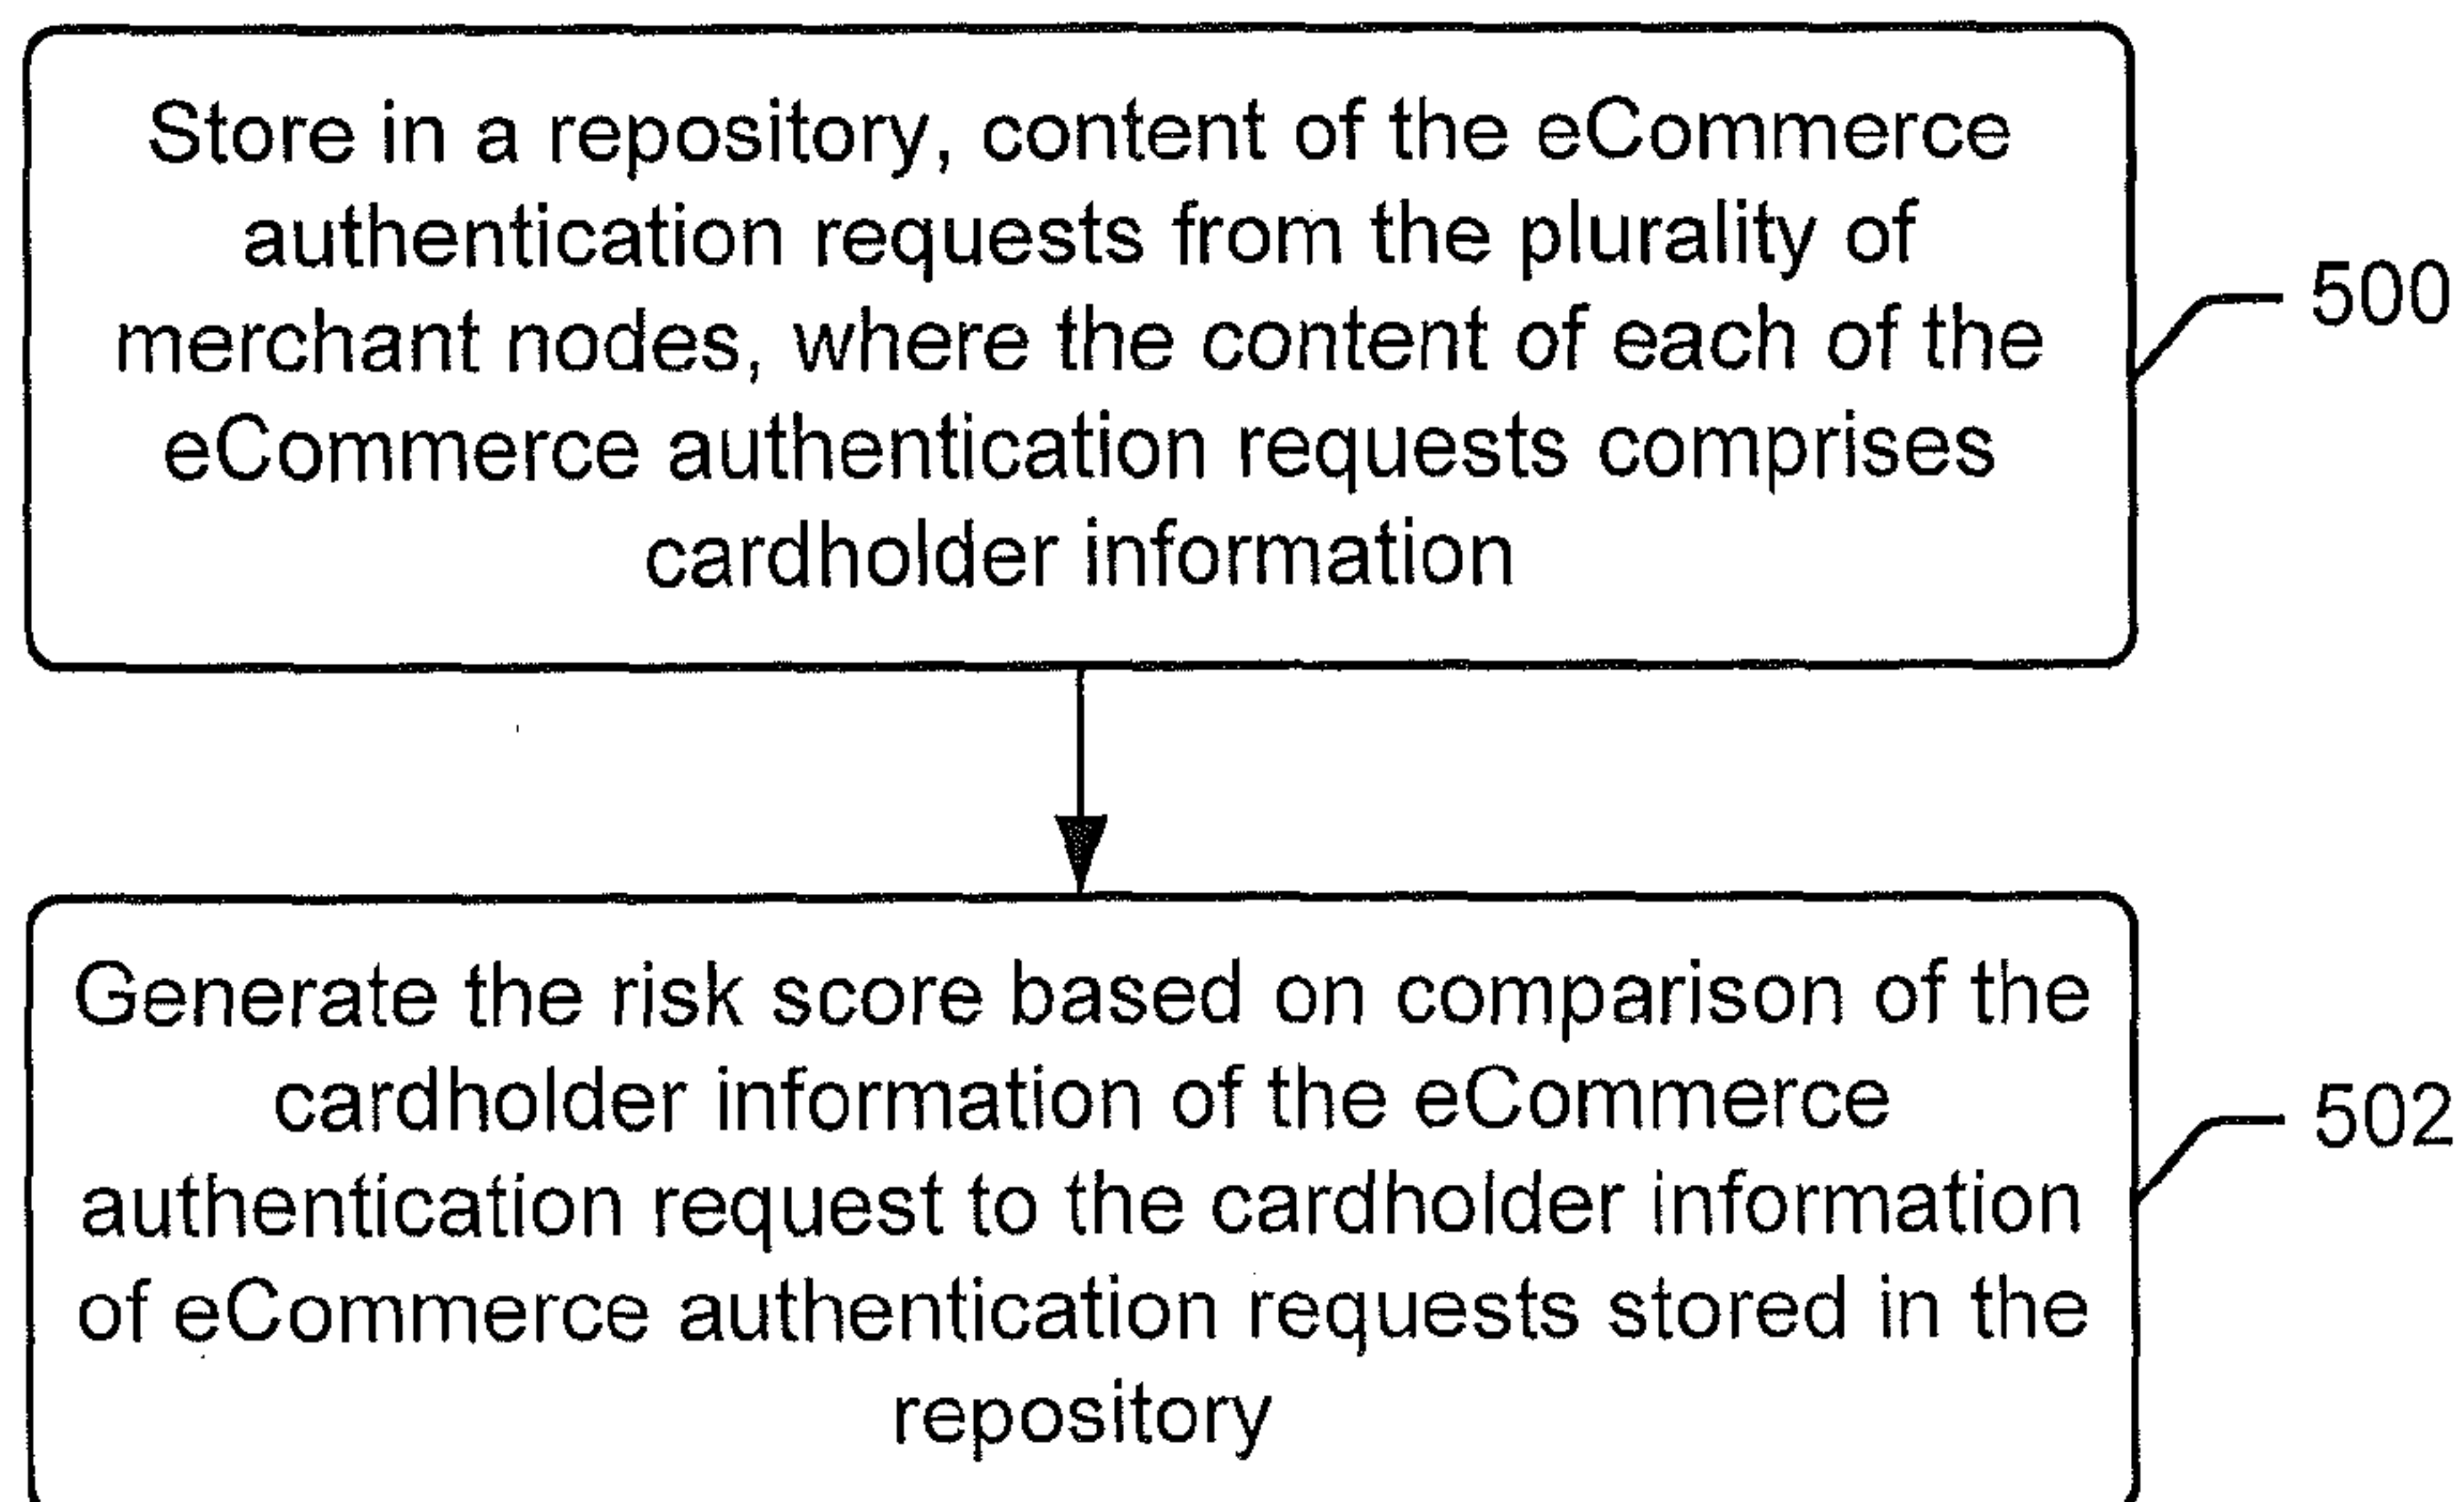 Store in a repository, content of the eCommerce
authentication requests from the plurality of
merchant nodes, where the content of each of the
eCommerce authentication requests comprises
cardholder information
500
Generate the risk score based on comparison of the
cardholder information of the eCommerce
authentication request to the cardholder information
of eCommerce authentication requests stored in the
repository
502